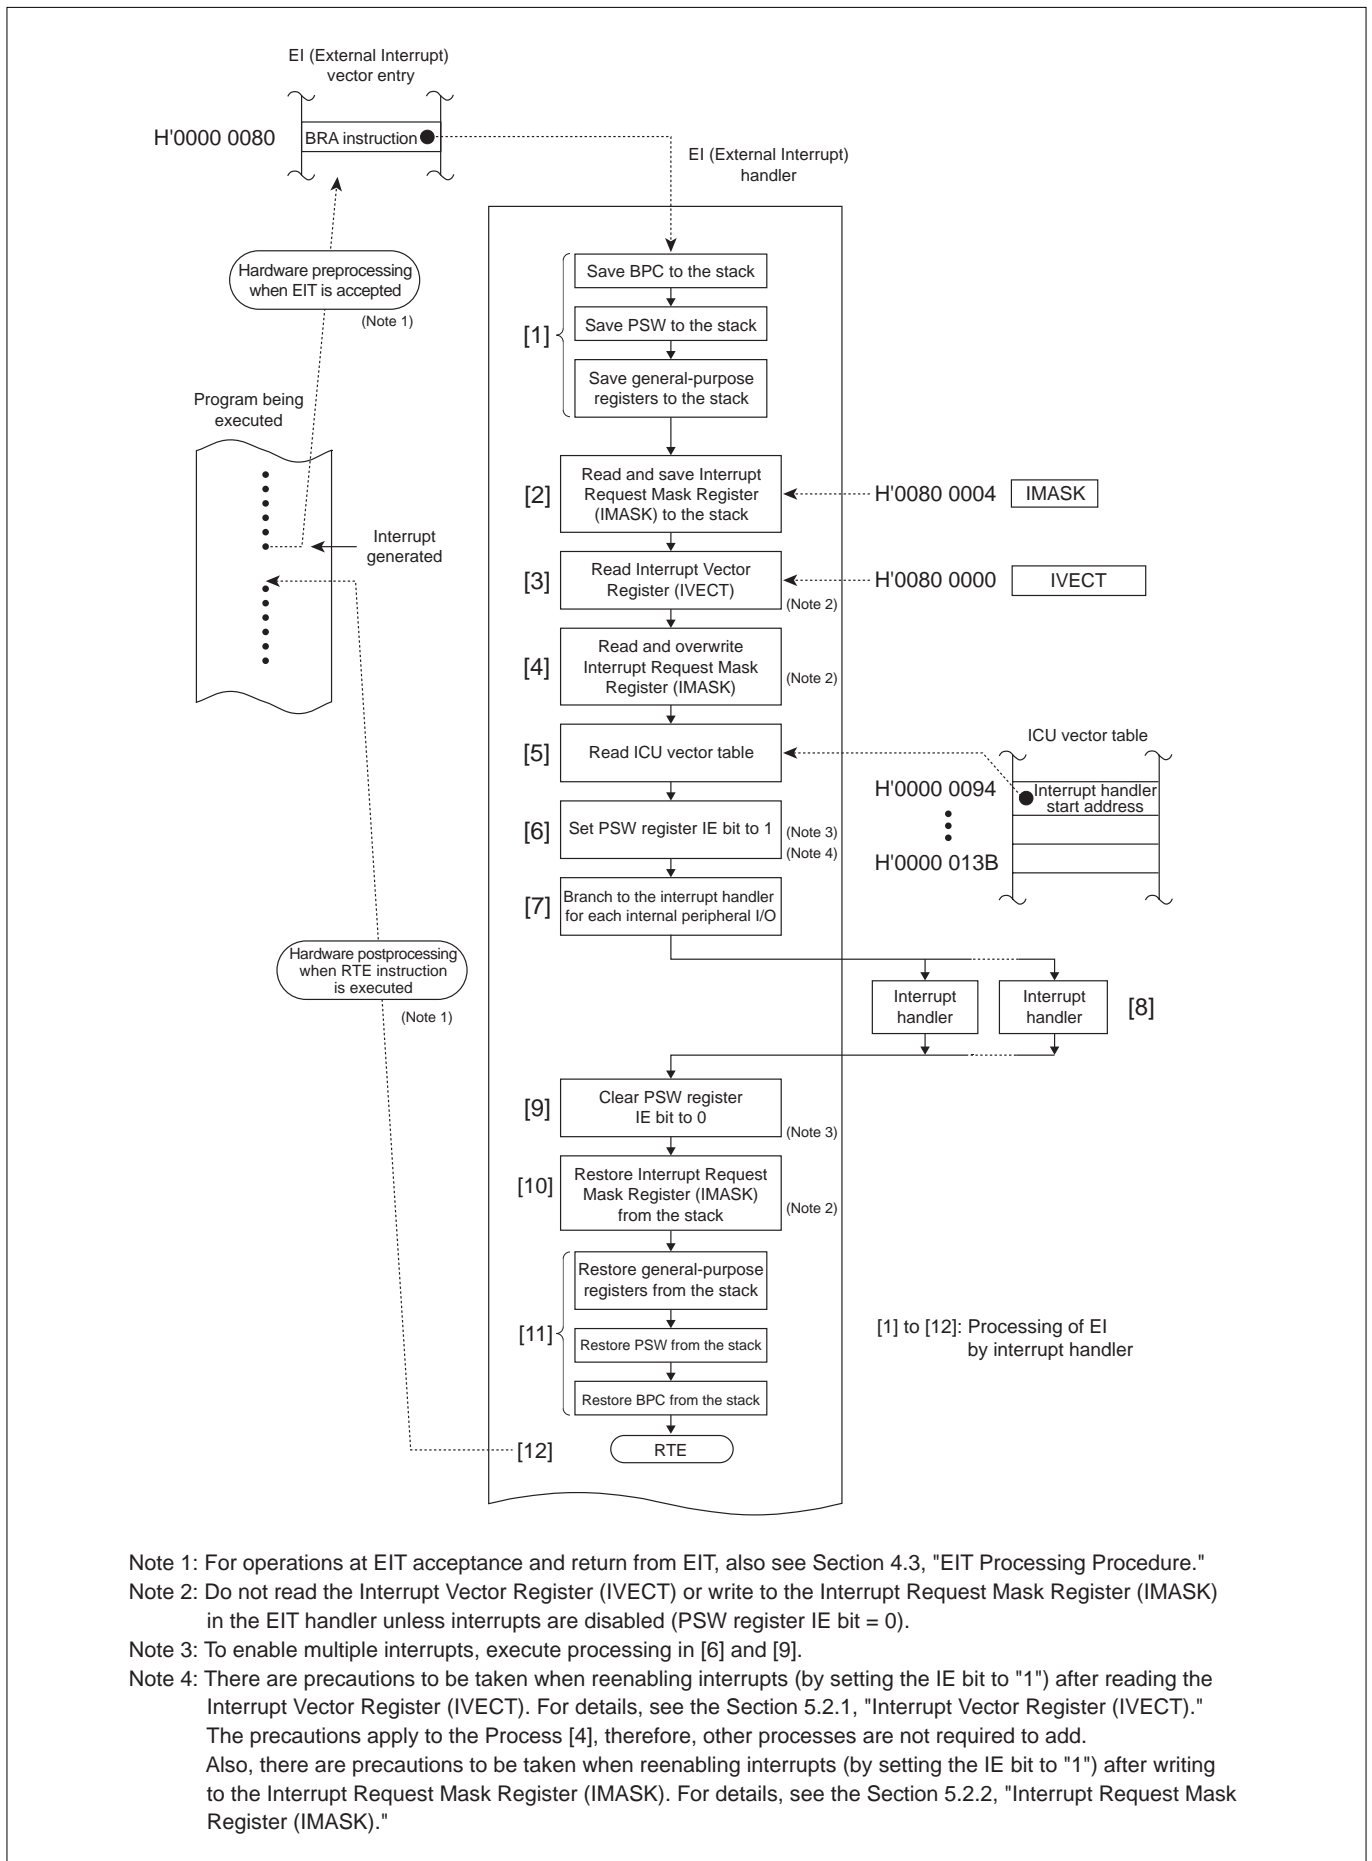 EI (External Interrupt)
vector entry
H'0000 0080
BRA instruction
EI (External Interrupt)
handler
Hardware preprocessing
when EIT is accepted
(Note 1)
Program being
executed
Interrupt
generated
[1]
Save BPC to the stack
Save PSW to the stack
Save general-purpose
registers to the stack
[2]
Read and save Interrupt
Request Mask Register
(IMASK) to the stack
H'0080 0004
IMASK
[3]
Read Interrupt Vector
Register (IVECT)
(Note 2)
H'0080 0000
IVECT
[4]
Read and overwrite
Interrupt Request Mask
Register (IMASK)
(Note 2)
[5]
Read ICU vector table
ICU vector table
H'0000 0094
Interrupt handler
start address
H'0000 013B
[6]
Set PSW register IE bit to 1
(Note 3)
(Note 4)
[7]
Branch to the interrupt handler
for each internal peripheral I/O
Hardware postprocessing
when RTE instruction
is executed
(Note 1)
Interrupt
handler
Interrupt
handler
[8]
[9]
Clear PSW register
IE bit to 0
(Note 3)
[10]
Restore Interrupt Request
Mask Register (IMASK)
from the stack
(Note 2)
[11]
Restore general-purpose
registers from the stack
Restore PSW from the stack
Restore BPC from the stack
[1] to [12]: Processing of EI
by interrupt handler
[12]
RTE
Note 1: For operations at EIT acceptance and return from EIT, also see Section 4.3, "EIT Processing Procedure."
Note 2: Do not read the Interrupt Vector Register (IVECT) or write to the Interrupt Request Mask Register (IMASK)
in the EIT handler unless interrupts are disabled (PSW register IE bit = 0).
Note 3: To enable multiple interrupts, execute processing in [6] and [9].
Note 4: There are precautions to be taken when reenabling interrupts (by setting the IE bit to "1") after reading the
Interrupt Vector Register (IVECT). For details, see the Section 5.2.1, "Interrupt Vector Register (IVECT)."
The precautions apply to the Process [4], therefore, other processes are not required to add.
Also, there are precautions to be taken when reenabling interrupts (by setting the IE bit to "1") after writing
to the Interrupt Request Mask Register (IMASK). For details, see the Section 5.2.2, "Interrupt Request Mask
Register (IMASK)."